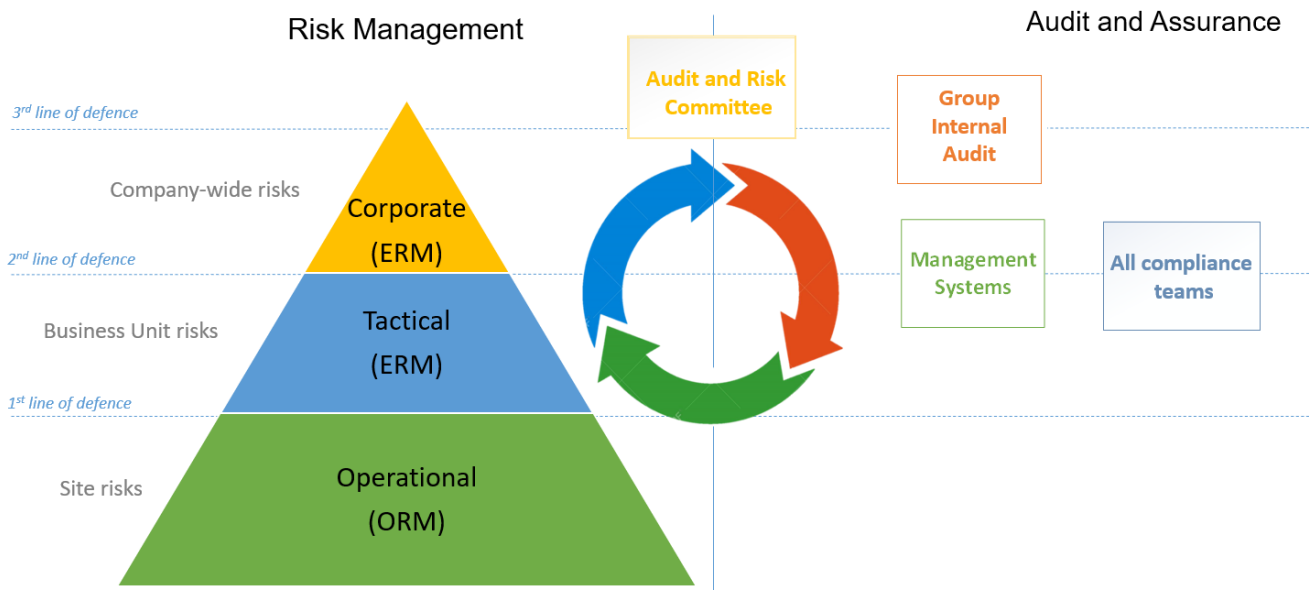 Risk Management
Audit and Assurance
Audit and Risk
Committee
Group
Internal
Audit
3rd line of defence
Company-wide risks
Corporate
(ERM)
2nd line of defence
Management
Systems
All compliance
teams
Business Unit risks
Tactical
(ERM)
1st line of defence
Site risks
Operational
(ORM)